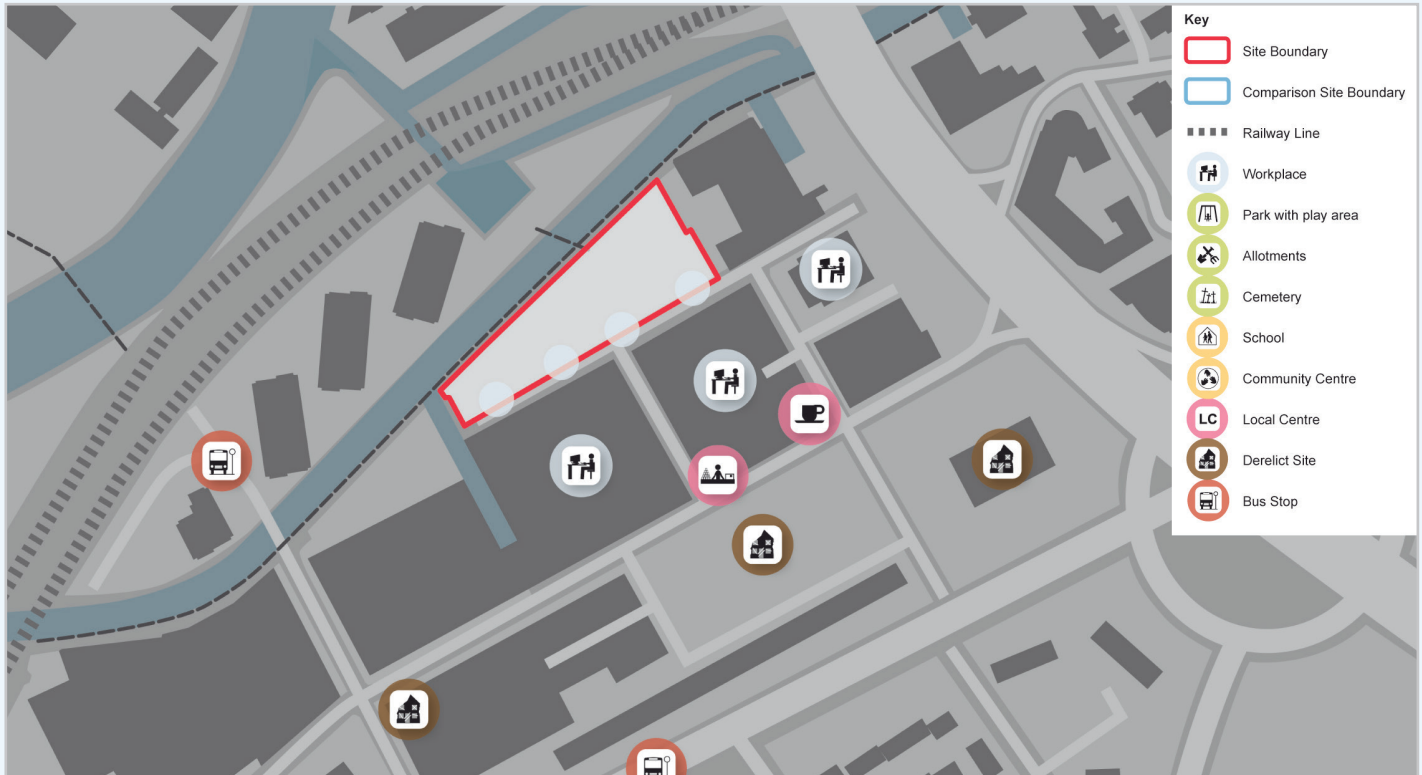 Key
Site Boundary
Comparison Site Boundary
Railway Line
Workplace
Park with play area
Allotments
Cemetery
School
Community Centre
LC Local Centre
Derelict Site
Bus Stop